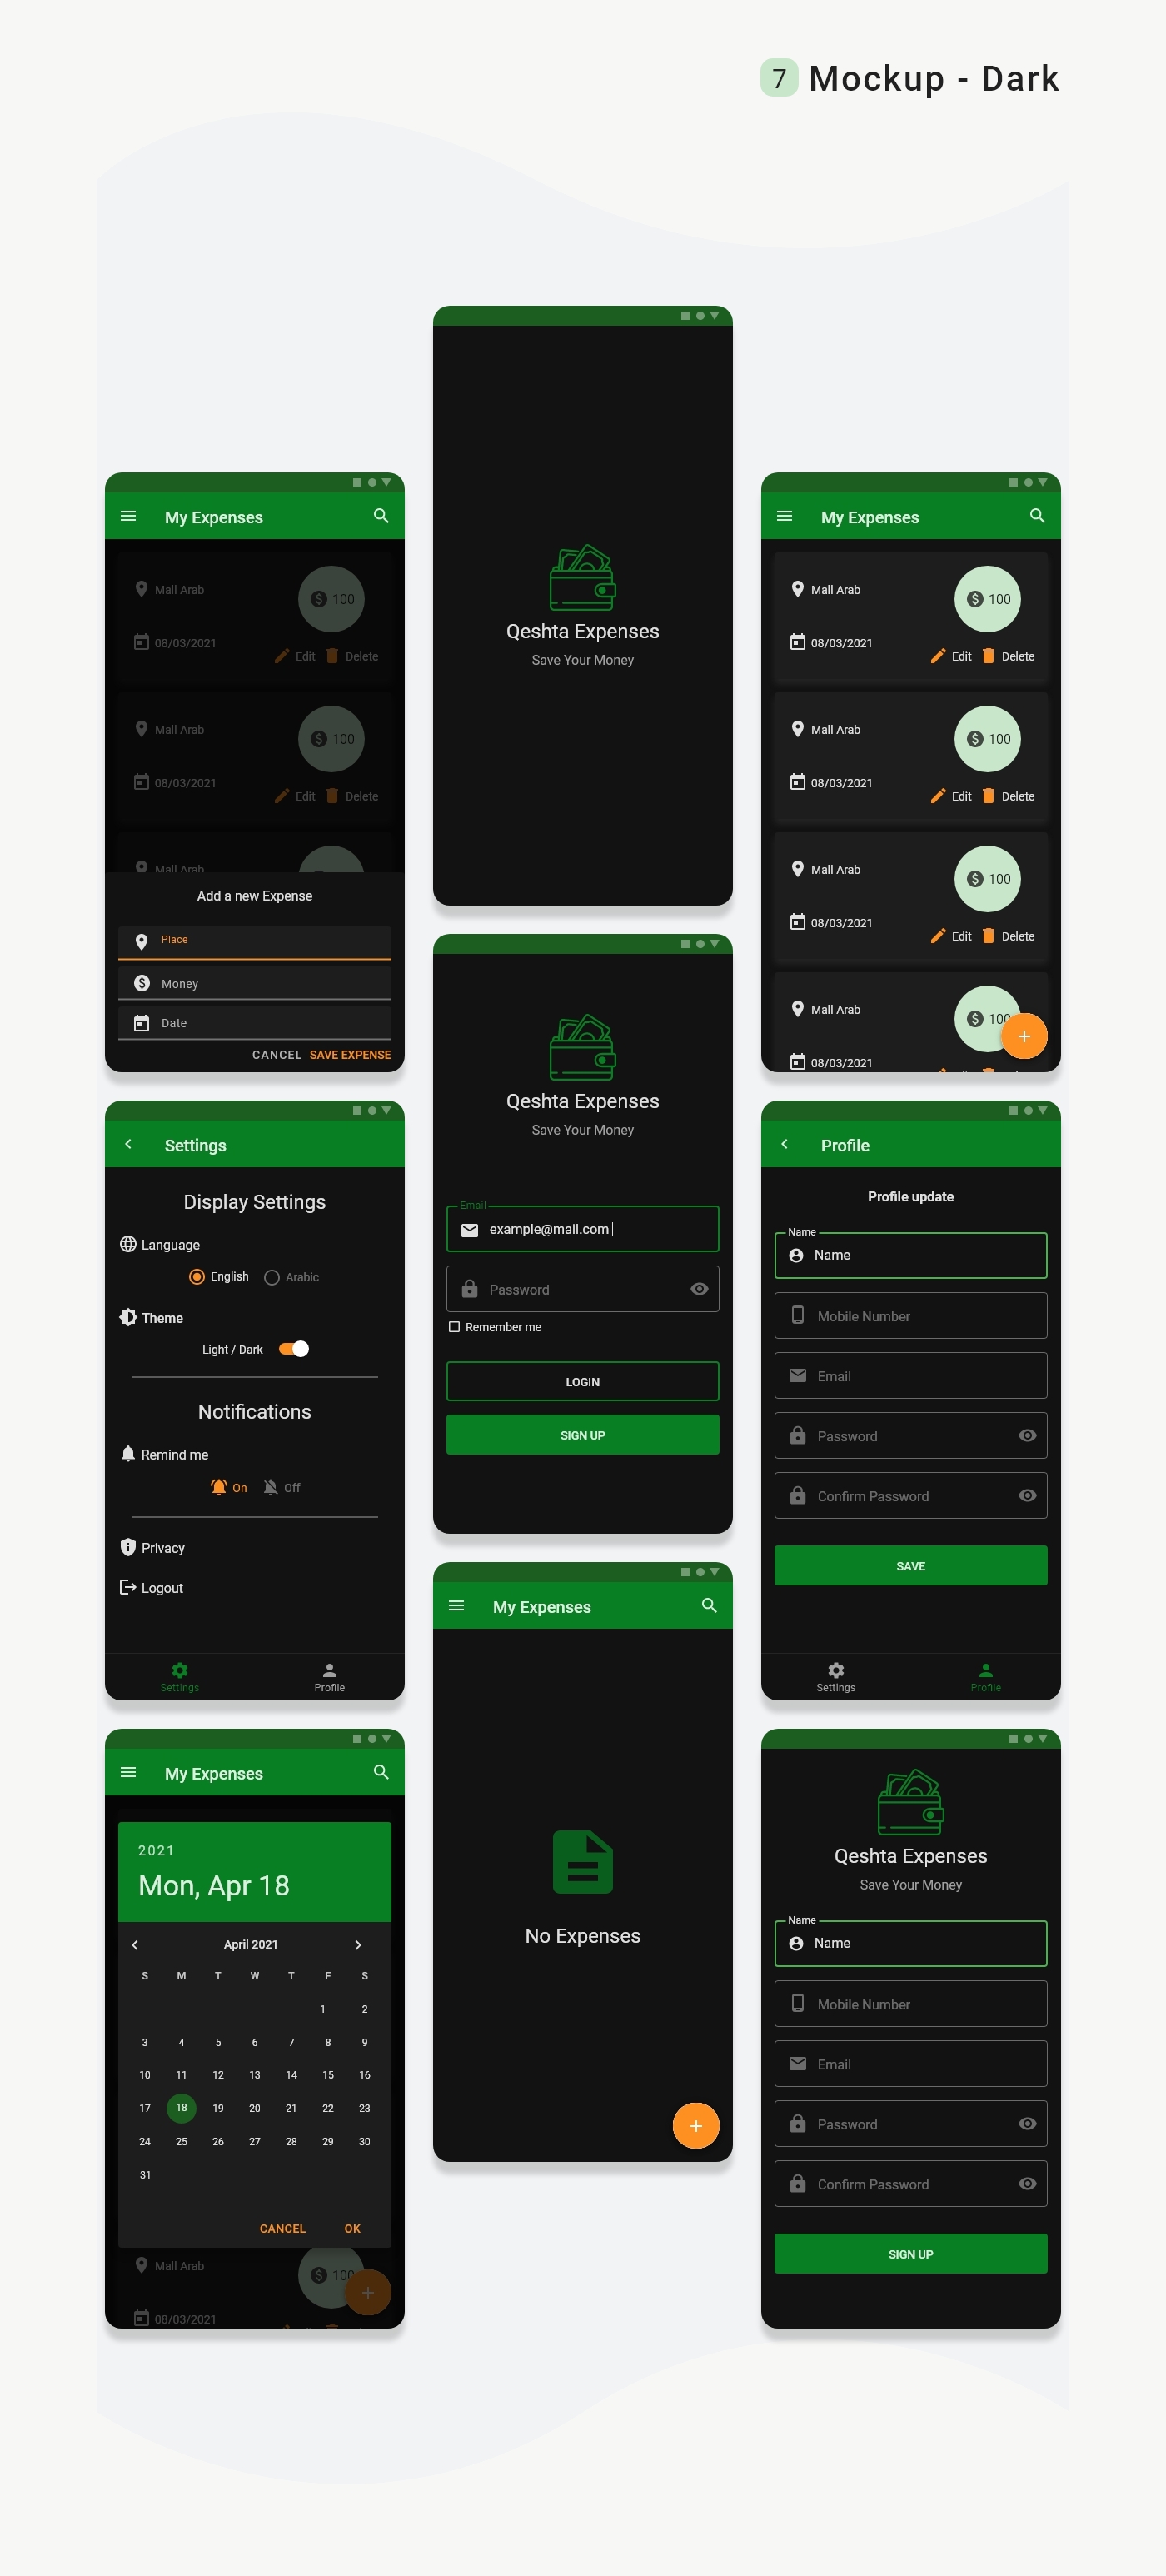 7 Mockup - Dark
My Expenses
Mall Arab
100
08/03/2021
Edit Delete
Mall Arab
100
08/03/2021
Edit Delete
Mall Arab
Add a new Expense
Place
Money
Date
CANCEL SAVE EXPENSE
Settings
Display Settings
Language
English Arabic
Theme
Light / Dark
Notifications
Remind me
On Off
Privacy
Logout
Settings Profile
My Expenses
2021
Mon, Apr 18
April 2021
S M T W T F S
1 2
3 4 5 6 7 8 9
10 11 12 13 14 15 16
17 18 19 20 21 22 23
24 25 26 27 28 29 30
31
CANCEL OK
Mall Arab
100
08/03/2021
Qeshta Expenses
Save Your Money
Qeshta Expenses
Save Your Money
Email
example@mail.com
Password
Remember me
LOGIN
SIGN UP
My Expenses
No Expenses
My Expenses
Mall Arab
100
08/03/2021
Edit Delete
Mall Arab
100
08/03/2021
Edit Delete
Mall Arab
100
08/03/2021
Edit Delete
Mall Arab
100
08/03/2021
Profile
Profile update
Name
Name
Mobile Number
Email
Password
Confirm Password
SAVE
Settings Profile
Qeshta Expenses
Save Your Money
Name
Name
Mobile Number
Email
Password
Confirm Password
SIGN UP